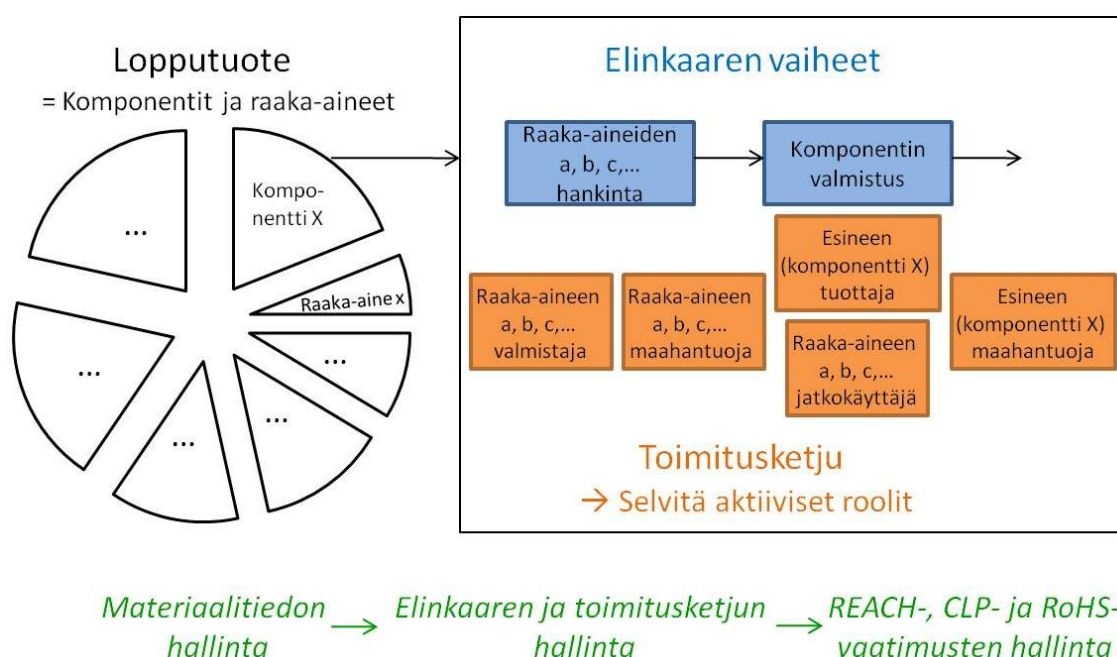 Lopputuote
= Komponentit ja raaka-aineet
...
Kompo-
nentti X
Raaka-aine x
...
...
...
...
Elinkaaren vaiheet
Raaka-aineiden
a, b, c,...
hankinta
Komponentin
valmistus
Raaka-aineen
a, b, c,...
valmistaja
Raaka-aineen
a, b, c,...
maahantuoja
Esineen
(komponentti X)
tuottaja
Raaka-aineen
a, b, c,...
jatkokäyttäjä
Esineen
(komponentti X)
maahantuoja
Toimitusketju
→ Selvitä aktiiviset roolit
Materiaalitiedon
hallinta
Elinkaaren ja toimitusketjun
hallinta
REACH-, CLP- ja RoHS-
vaatimusten hallinta